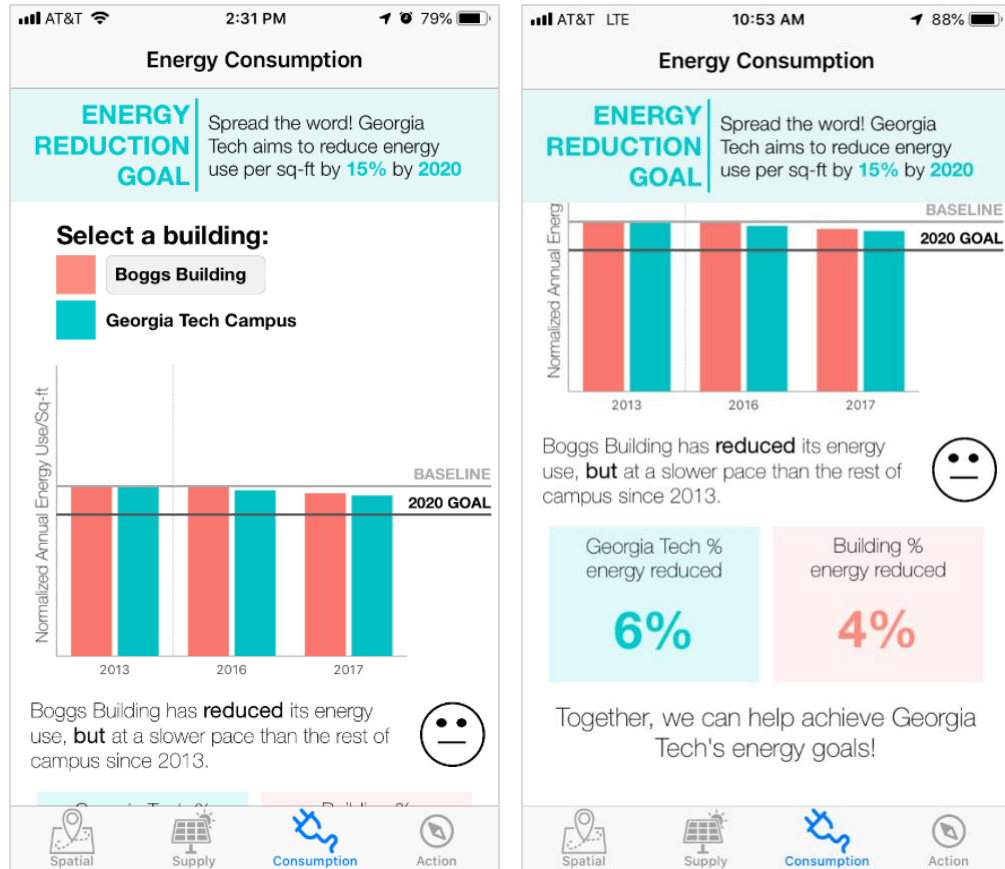 AT&T
2:31 PM
79%
Energy Consumption
ENERGY
REDUCTION
GOAL
Spread the word! Georgia
Tech aims to reduce energy
use per sq-ft by 15% by 2020
Select a building:
Boggs Building
Georgia Tech Campus
Normalized Annual Energy Use/Sq-ft
BASELINE
2020 GOAL
2013 2016 2017
Boggs Building has reduced its energy
use, but at a slower pace than the rest of
campus since 2013.
Spatial Supply Consumption Action
AT&T LTE
10:53 AM
88%
Energy Consumption
ENERGY
REDUCTION
GOAL
Spread the word! Georgia
Tech aims to reduce energy
use per sq-ft by 15% by 2020
Normalized Annual Energ
BASELINE
2020 GOAL
2013 2016 2017
Boggs Building has reduced its energy
use, but at a slower pace than the rest of
campus since 2013.
Georgia Tech %
energy reduced
6%
Building %
energy reduced
4%
Together, we can help achieve Georgia
Tech's energy goals!
Spatial Supply Consumption Action